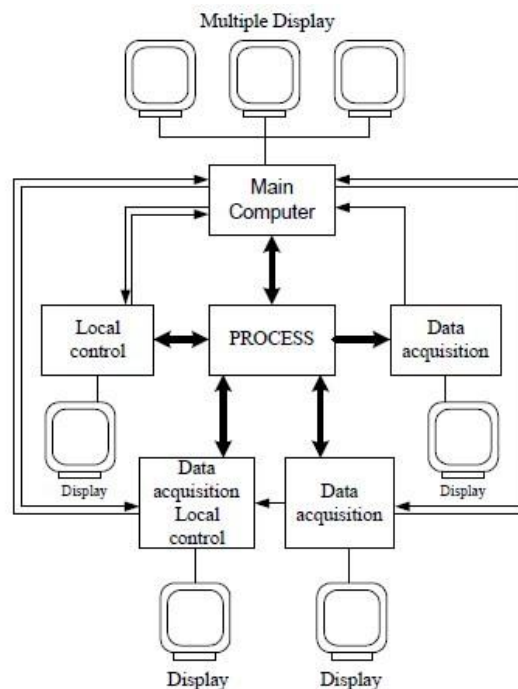 Multiple Display
Main
Computer
Local
control
PROCESS
Data
acquisition
Display
Display
Data
acquisition
Local
control
Data
acquisition
Display
Display